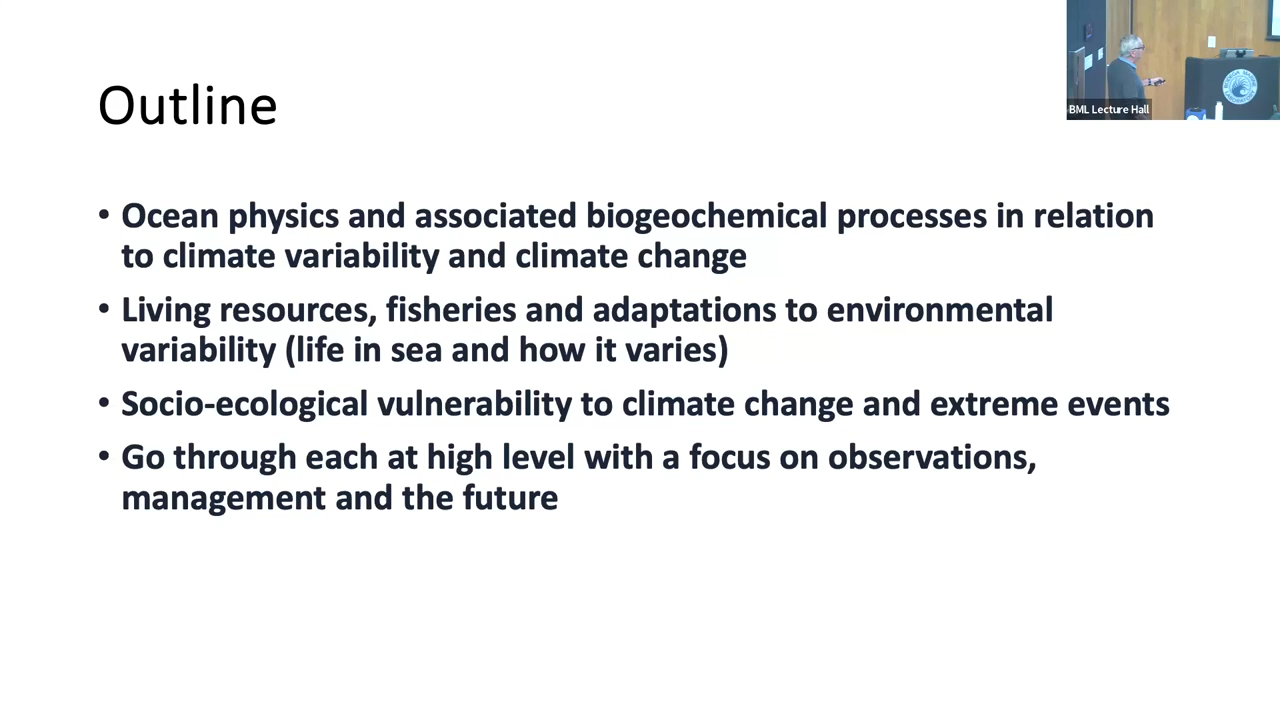 Outline
• Ocean physics and associated biogeochemical processes in relation
to climate variability and climate change
• Living resources, fisheries and adaptations to environmental
variability (life in sea and how it varies)
• Socio-ecological vulnerability to climate change and extreme events
• Go through each at high level with a focus on observations,
management and the future
BML Lecture Hall